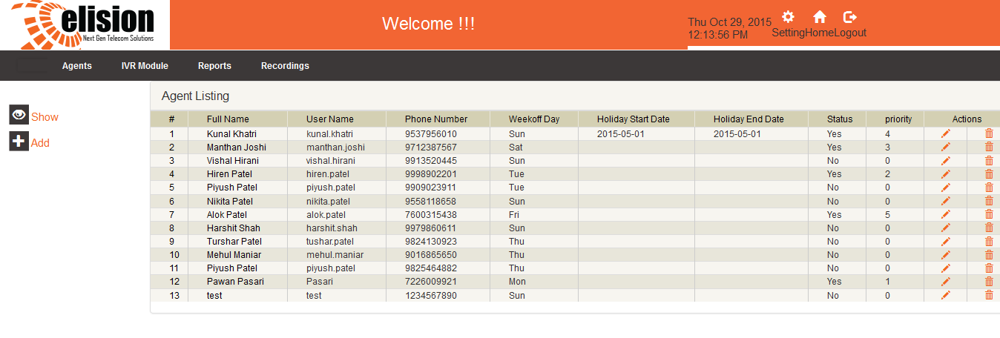 elision
Next Gen Telecom Solutions
Welcome !!!
Thu Oct 29, 2015
12:13:56 PM
Setting Home Logout
Agents IVR Module Reports Recordings
Show
Add
Agent Listing
# Full Name User Name Phone Number Weekoff Day Holiday Start Date Holiday End Date Status priority Actions
1 Kunal Khatri kunal.khatri 9537956010 Sun 2015-05-01 2015-05-01 Yes 4
2 Manthan Joshi manthan.joshi 9712387567 Sat Yes 3
3 Vishal Hirani vishal.hirani 9913520445 Sun No 0
4 Hiren Patel hiren.patel 9998902201 Tue Yes 2
5 Piyush Patel piyush.patel 9909023911 Tue No 0
6 Nikita Patel nikita.patel 9558118658 Sun No 0
7 Alok Patel alok.patel 7600315438 Fri Yes 5
8 Harshit Shah harshit.shah 9979860611 Sun No 0
9 Turshar Patel tushar.patel 9824130923 Thu No 0
10 Mehul Maniar mehul.maniar 9016865650 Thu No 0
11 Piyush Patel piyush.patel 9825464882 Thu No 0
12 Pawan Pasari Pasari 7226009921 Mon Yes 1
13 test test 1234567890 Sun No 0